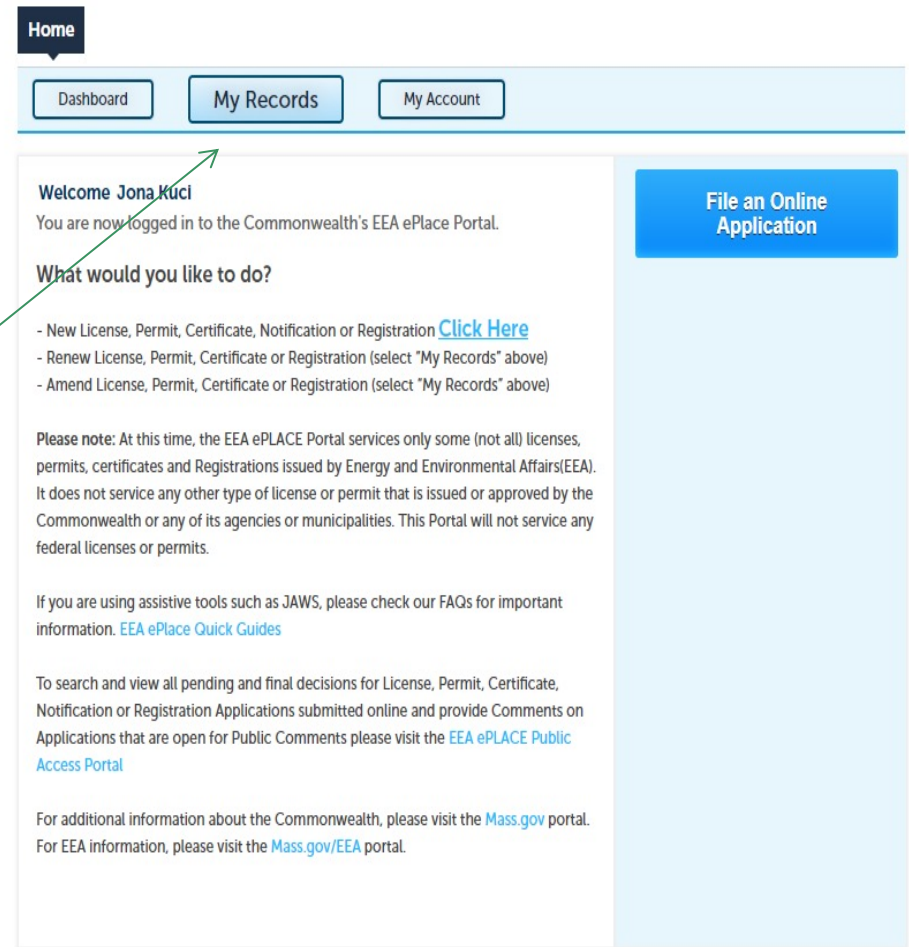 Home
Dashboard My Records My Account
Welcome Jona Kuci
You are now logged in to the Commonwealth's EEA ePlace Portal.
What would you like to do?
- New License, Permit, Certificate, Notification or Registration Click Here
- Renew License, Permit, Certificate or Registration (select "My Records" above)
- Amend License, Permit, Certificate or Registration (select "My Records" above)
Please note: At this time, the EEA ePLACE Portal services only some (not all) licenses,
permits, certificates and Registrations issued by Energy and Environmental Affairs(EEA).
It does not service any other type of license or permit that is issued or approved by the
Commonwealth or any of its agencies or municipalities. This Portal will not service any
federal licenses or permits.
If you are using assistive tools such as JAWS, please check our FAQs for important
information. EEA ePlace Quick Guides
To search and view all pending and final decisions for License, Permit, Certificate,
Notification or Registration Applications submitted online and provide Comments on
Applications that are open for Public Comments please visit the EEA ePLACE Public
Access Portal
For additional information about the Commonwealth, please visit the Mass.gov portal.
For EEA information, please visit the Mass.gov/EEA portal.
File an Online
Application